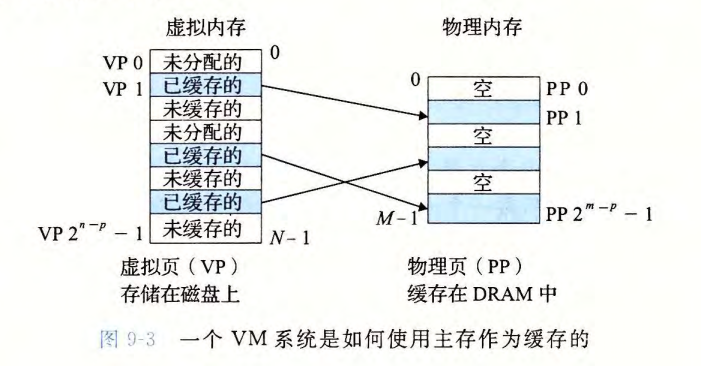 虚拟内存
物理内存
0
VP 0 未分配的
VP 1 已缓存的
未缓存的
未分配的
已缓存的
未缓存的
已缓存的
VP 2ⁿ⁻ᵖ − 1 未缓存的
N−1
0
空 PP 0
PP 1
空
空
M−1
PP 2ᵐ⁻ᵖ − 1
虚拟页（VP）
存储在磁盘上
物理页（PP）
缓存在 DRAM 中
图 9-3 一个 VM 系统是如何使用主存作为缓存的